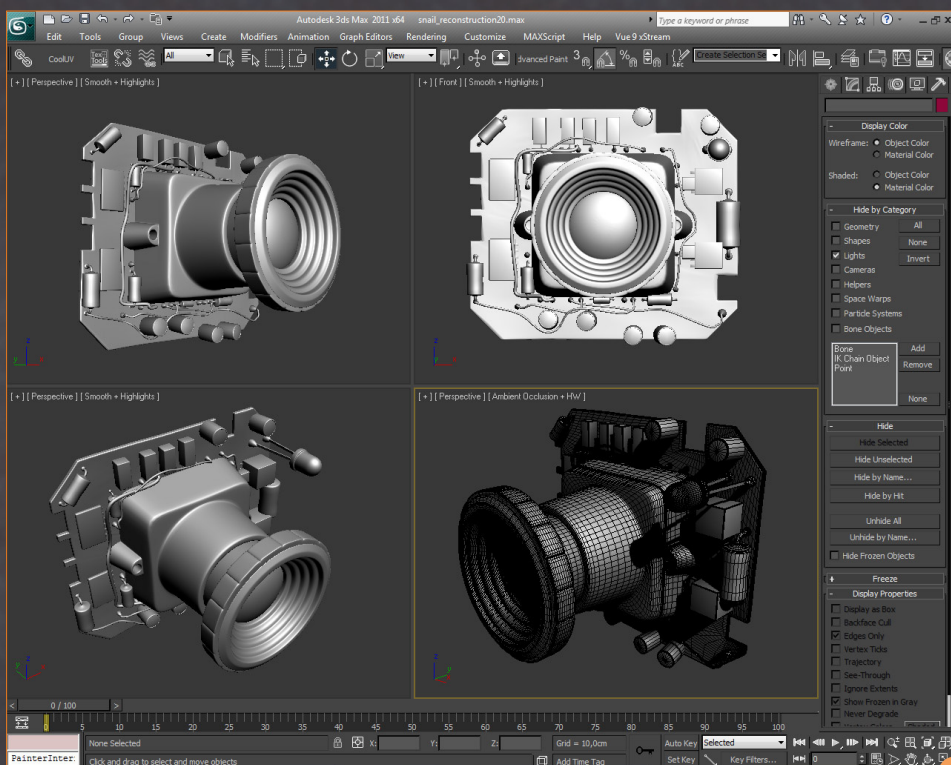 Autodesk 3ds Max 2011 x64 snail_reconstruction20.max
Type a keyword or phrase
Edit Tools Group Views Create Modifiers Animation Graph Editors Rendering Customize MAXScript Help Vue 9 xStream
CoolUV
All
View
dvanced Paint
3
Create Selection Se
[ + ] [ Perspective ] [ Smooth + Highlights ]
[ + ] [ Front ] [ Smooth + Highlights ]
[ + ] [ Perspective ] [ Smooth + Highlights ]
[ + ] [ Perspective ] [ Ambient Occlusion + HW ]
- Display Color
Wireframe: Object Color
Material Color
Shaded: Object Color
Material Color
- Hide by Category
Geometry All
Shapes None
Lights Invert
Cameras
Helpers
Space Warps
Particle Systems
Bone Objects
Bone Add
IK Chain Object
Point Remove
None
- Hide
Hide Selected
Hide Unselected
Hide by Name...
Hide by Hit
Unhide All
Unhide by Name...
Hide Frozen Objects
+ Freeze
- Display Properties
Display as Box
Backface Cull
Edges Only
Vertex Ticks
Trajectory
See-Through
Ignore Extents
Show Frozen in Gray
Never Degrade
< 0 / 100 >
0 5 10 15 20 25 30 35 40 45 50 55 60 65 70 75 80 85 90 95 100
None Selected X: Y: Z: Grid = 10,0cm Auto Key Selected
PainterInter: Click and drag to select and move objects Add Time Tag Set Key Key Filters... 0